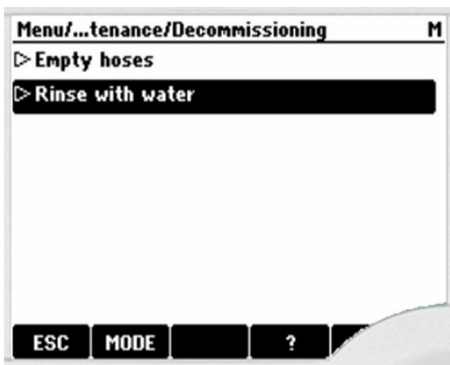 Menu/...tenance/Decommissioning M
▷Empty hoses
▷Rinse with water
ESC MODE ?